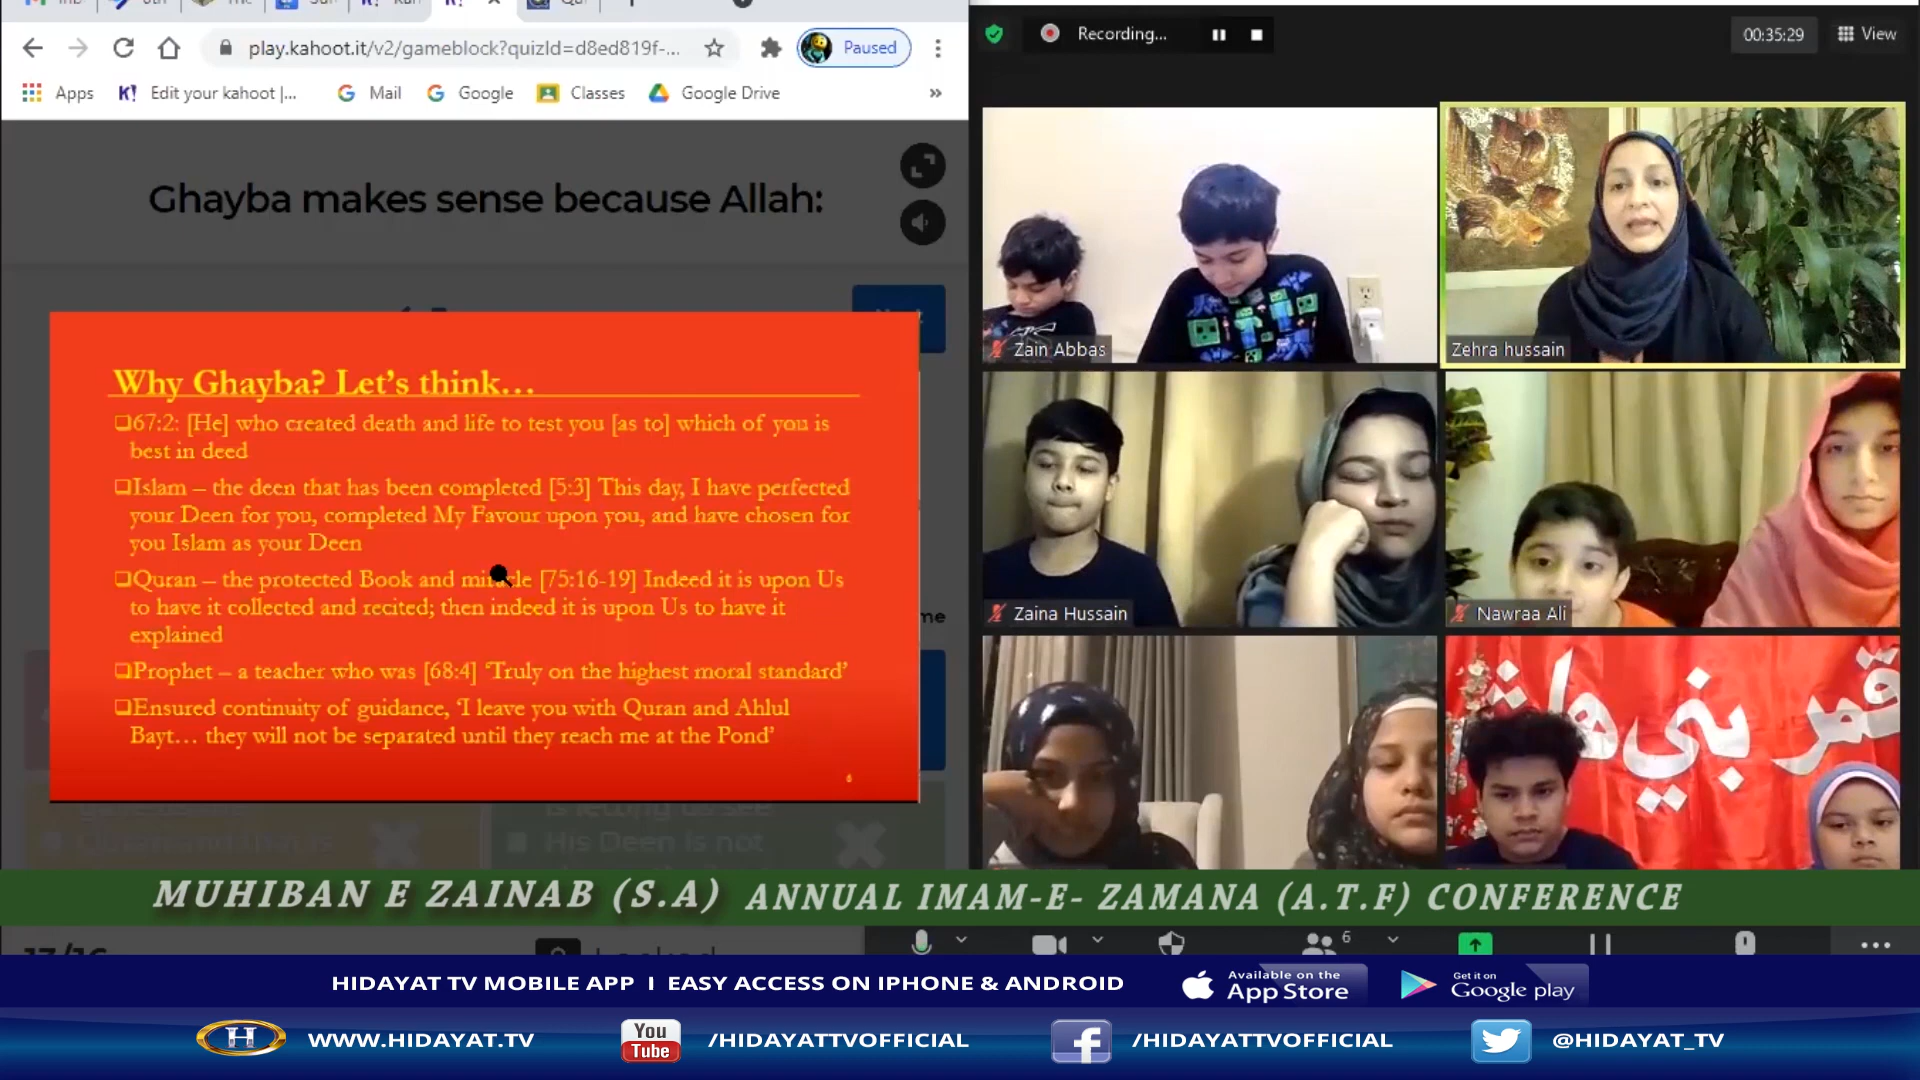 play.kahoot.it/v2/gameblock?quizId=d8ed819f-...
Paused
Apps
K! Edit your kahoot |...
Mail
Google
Classes
Google Drive
»
Ghayba makes sense because Allah:
Why Ghayba? Let's think...
❑67:2: [He] who created death and life to test you [as to] which of you is
best in deed
❑Islam – the deen that has been completed [5:3] This day, I have perfected
your Deen for you, completed My Favour upon you, and have chosen for
you Islam as your Deen
❑Quran – the protected Book and miracle [75:16-19] Indeed it is upon Us
to have it collected and recited; then indeed it is upon Us to have it
explained
❑Prophet – a teacher who was [68:4] 'Truly on the highest moral standard'
❑Ensured continuity of guidance, 'I leave you with Quran and Ahlul
Bayt... they will not be separated until they reach me at the Pond'
6
is letting us see
His Deen is not
Recording...
00:35:29
View
Zain Abbas
Zehra hussain
Zaina Hussain
Nawraa Ali
قمر بني هاشم
6
MUHIBAN E ZAINAB (S.A) ANNUAL IMAM-E- ZAMANA (A.T.F) CONFERENCE
HIDAYAT TV MOBILE APP I EASY ACCESS ON IPHONE & ANDROID
Available on the
App Store
Get it on
Google play
H
WWW.HIDAYAT.TV
You
Tube
/HIDAYATTVOFFICIAL
f
/HIDAYATTVOFFICIAL
@HIDAYAT_TV